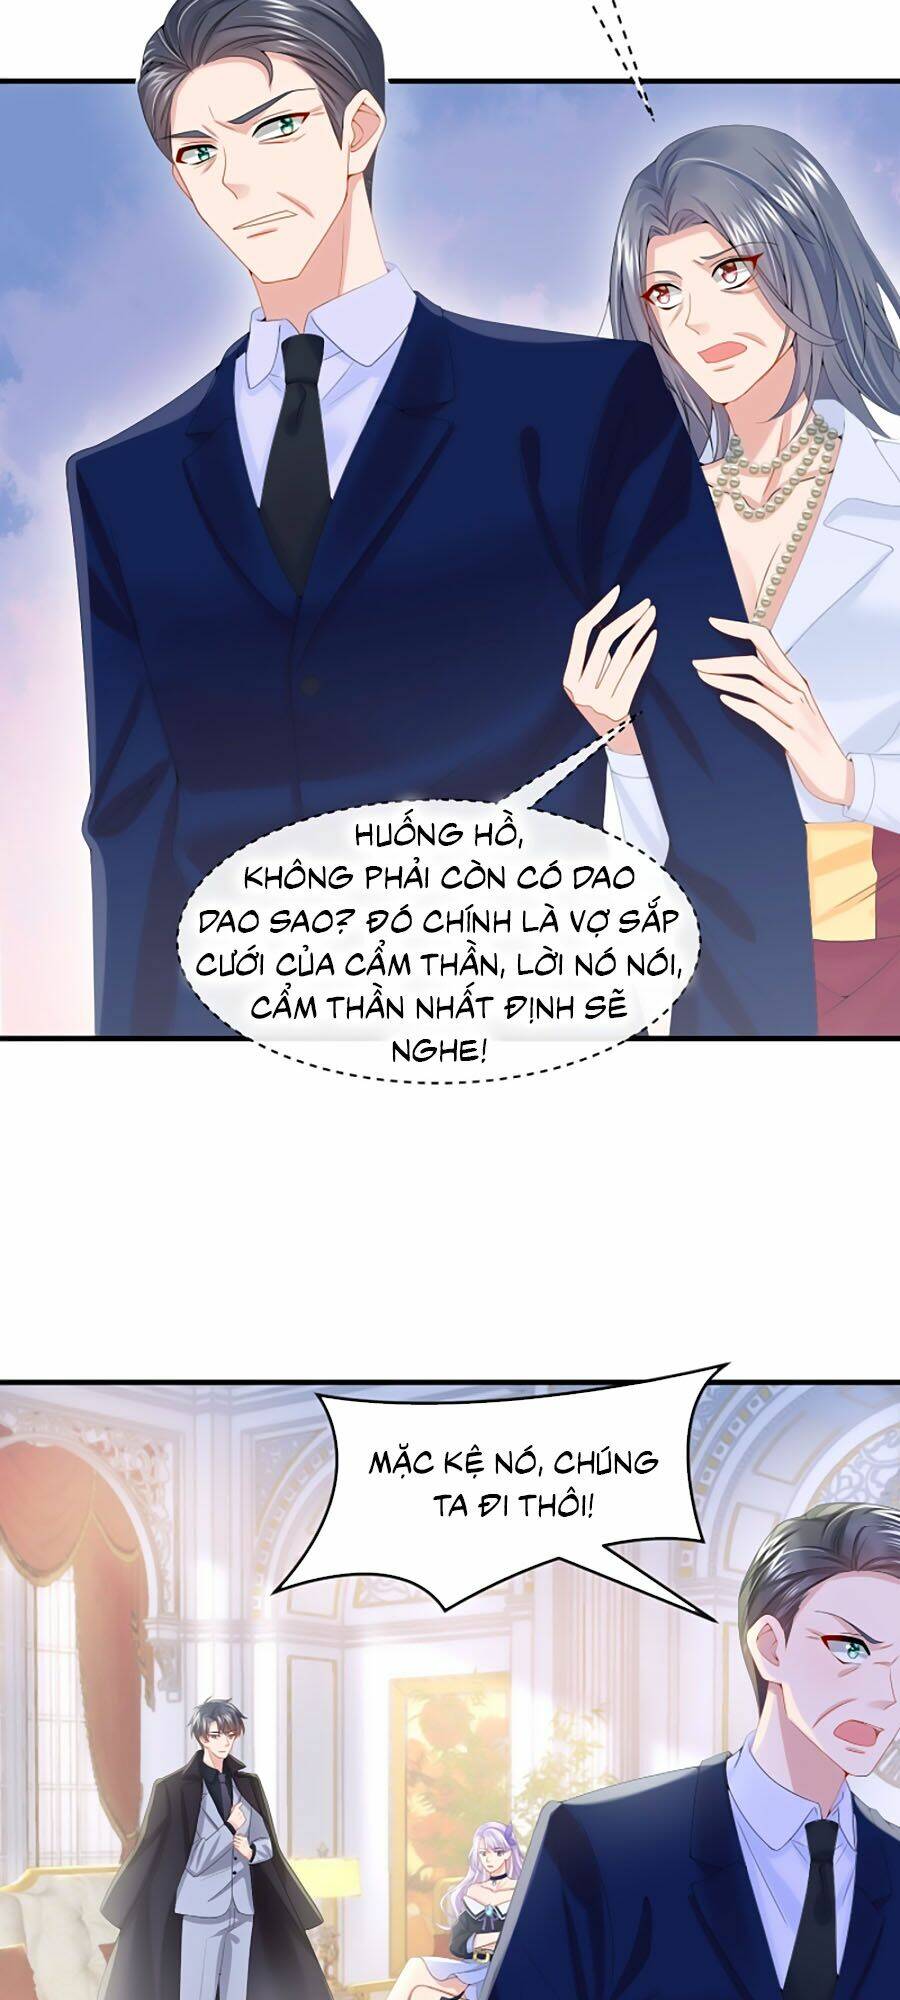 HUỐNG HỒ,
KHÔNG PHẢI CÒN CÓ DAO
DAO SAO? ĐÓ CHÍNH LÀ VỢ SẮP
CƯỚI CỦA CẨM THẦN, LỜI NÓ NÓI,
CẨM THẦN NHẤT ĐỊNH SẼ
NGHE!
MẶC KỆ NÓ, CHÚNG
TA ĐI THÔI!